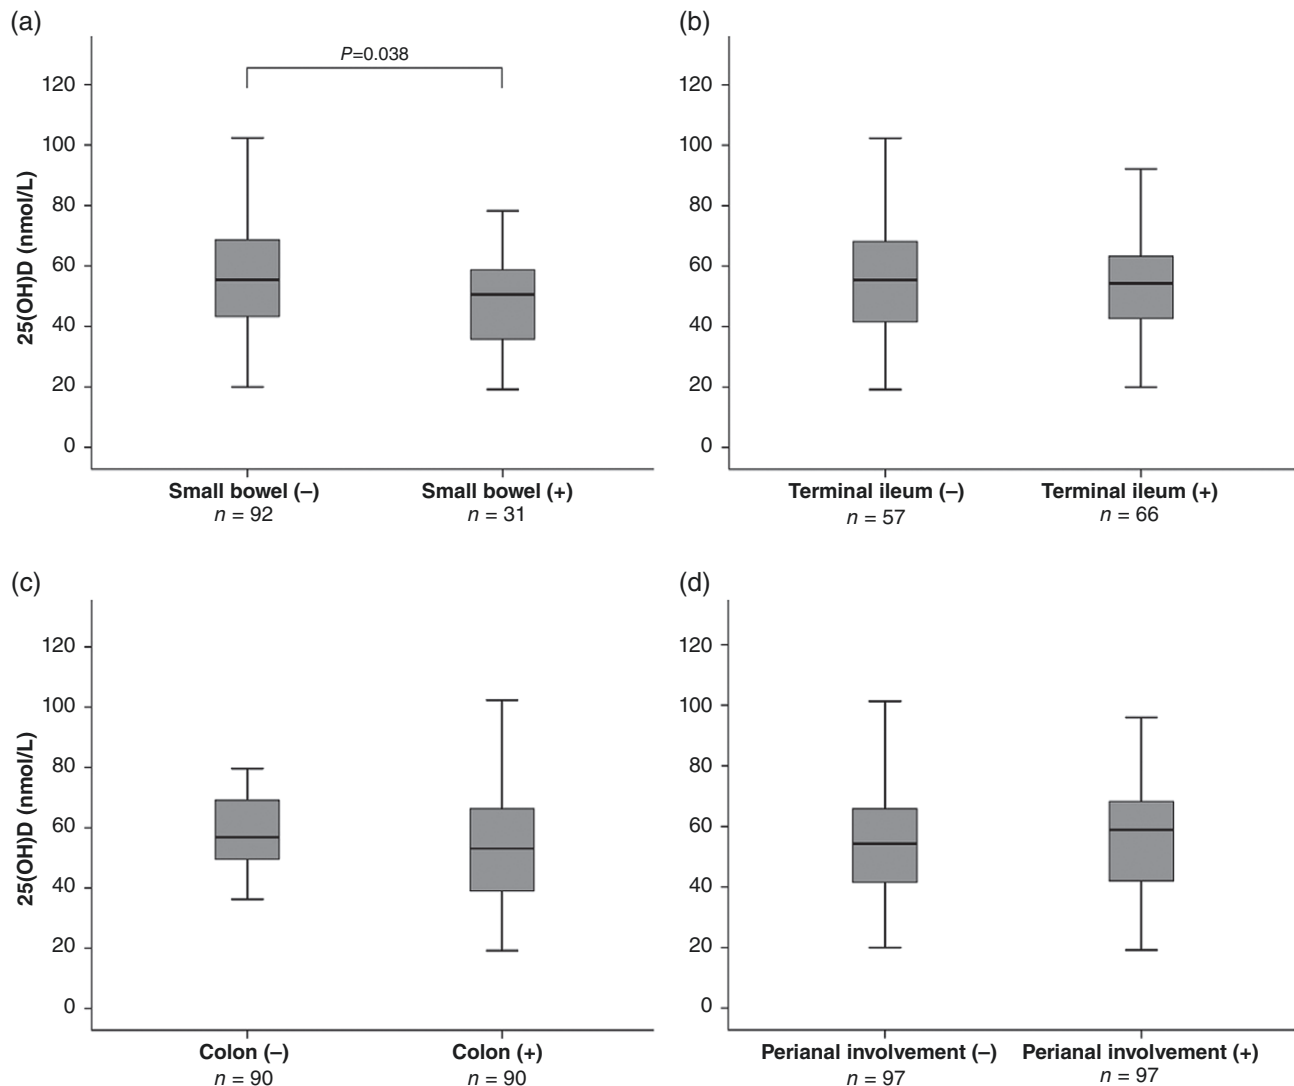 (a)
P=0.038
120
100
80
60
40
20
0
25(OH)D (nmol/L)
Small bowel (–) Small bowel (+)
n = 92 n = 31
(b)
120
100
80
60
40
20
0
Terminal ileum (–) Terminal ileum (+)
n = 57 n = 66
(c)
120
100
80
60
40
20
0
25(OH)D (nmol/L)
Colon (–) Colon (+)
n = 90 n = 90
(d)
120
100
80
60
40
20
0
Perianal involvement (–) Perianal involvement (+)
n = 97 n = 97